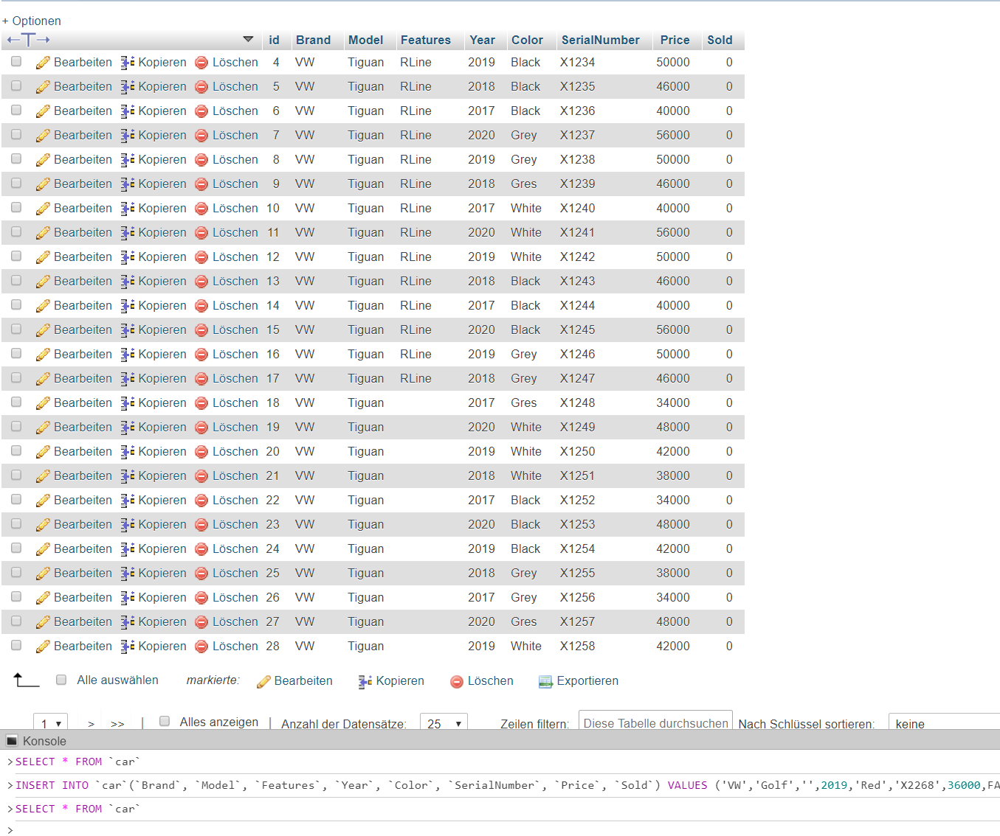 + Optionen
id Brand Model Features Year Color SerialNumber Price Sold
Bearbeiten Kopieren Löschen 4 VW Tiguan RLine 2019 Black X1234 50000 0
Bearbeiten Kopieren Löschen 5 VW Tiguan RLine 2018 Black X1235 46000 0
Bearbeiten Kopieren Löschen 6 VW Tiguan RLine 2017 Black X1236 40000 0
Bearbeiten Kopieren Löschen 7 VW Tiguan RLine 2020 Grey X1237 56000 0
Bearbeiten Kopieren Löschen 8 VW Tiguan RLine 2019 Grey X1238 50000 0
Bearbeiten Kopieren Löschen 9 VW Tiguan RLine 2018 Gres X1239 46000 0
Bearbeiten Kopieren Löschen 10 VW Tiguan RLine 2017 White X1240 40000 0
Bearbeiten Kopieren Löschen 11 VW Tiguan RLine 2020 White X1241 56000 0
Bearbeiten Kopieren Löschen 12 VW Tiguan RLine 2019 White X1242 50000 0
Bearbeiten Kopieren Löschen 13 VW Tiguan RLine 2018 Black X1243 46000 0
Bearbeiten Kopieren Löschen 14 VW Tiguan RLine 2017 Black X1244 40000 0
Bearbeiten Kopieren Löschen 15 VW Tiguan RLine 2020 Black X1245 56000 0
Bearbeiten Kopieren Löschen 16 VW Tiguan RLine 2019 Grey X1246 50000 0
Bearbeiten Kopieren Löschen 17 VW Tiguan RLine 2018 Grey X1247 46000 0
Bearbeiten Kopieren Löschen 18 VW Tiguan 2017 Gres X1248 34000 0
Bearbeiten Kopieren Löschen 19 VW Tiguan 2020 White X1249 48000 0
Bearbeiten Kopieren Löschen 20 VW Tiguan 2019 White X1250 42000 0
Bearbeiten Kopieren Löschen 21 VW Tiguan 2018 White X1251 38000 0
Bearbeiten Kopieren Löschen 22 VW Tiguan 2017 Black X1252 34000 0
Bearbeiten Kopieren Löschen 23 VW Tiguan 2020 Black X1253 48000 0
Bearbeiten Kopieren Löschen 24 VW Tiguan 2019 Black X1254 42000 0
Bearbeiten Kopieren Löschen 25 VW Tiguan 2018 Grey X1255 38000 0
Bearbeiten Kopieren Löschen 26 VW Tiguan 2017 Grey X1256 34000 0
Bearbeiten Kopieren Löschen 27 VW Tiguan 2020 Gres X1257 48000 0
Bearbeiten Kopieren Löschen 28 VW Tiguan 2019 White X1258 42000 0
Alle auswählen markierte: Bearbeiten Kopieren Löschen Exportieren
1 > >> | Alles anzeigen | Anzahl der Datensätze: 25 Zeilen filtern: Diese Tabelle durchsuchen Nach Schlüssel sortieren: keine
Konsole
>SELECT * FROM `car`
>INSERT INTO `car`(`Brand`, `Model`, `Features`, `Year`, `Color`, `SerialNumber`, `Price`, `Sold`) VALUES ('VW','Golf','',2019,'Red','X2268',36000,FA
>SELECT * FROM `car`
>